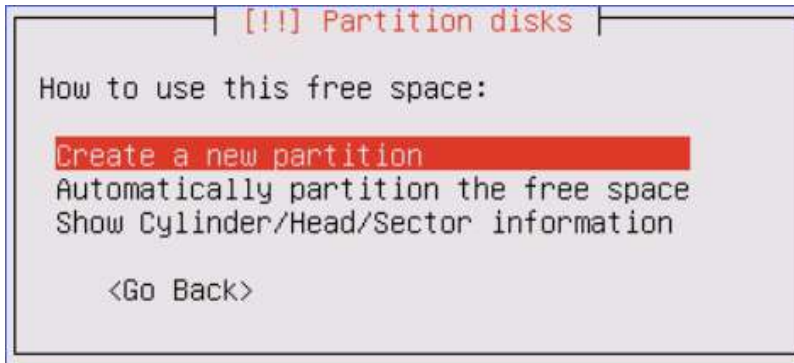 [!!] Partition disks
How to use this free space:
Create a new partition
Automatically partition the free space
Show Cylinder/Head/Sector information
<Go Back>